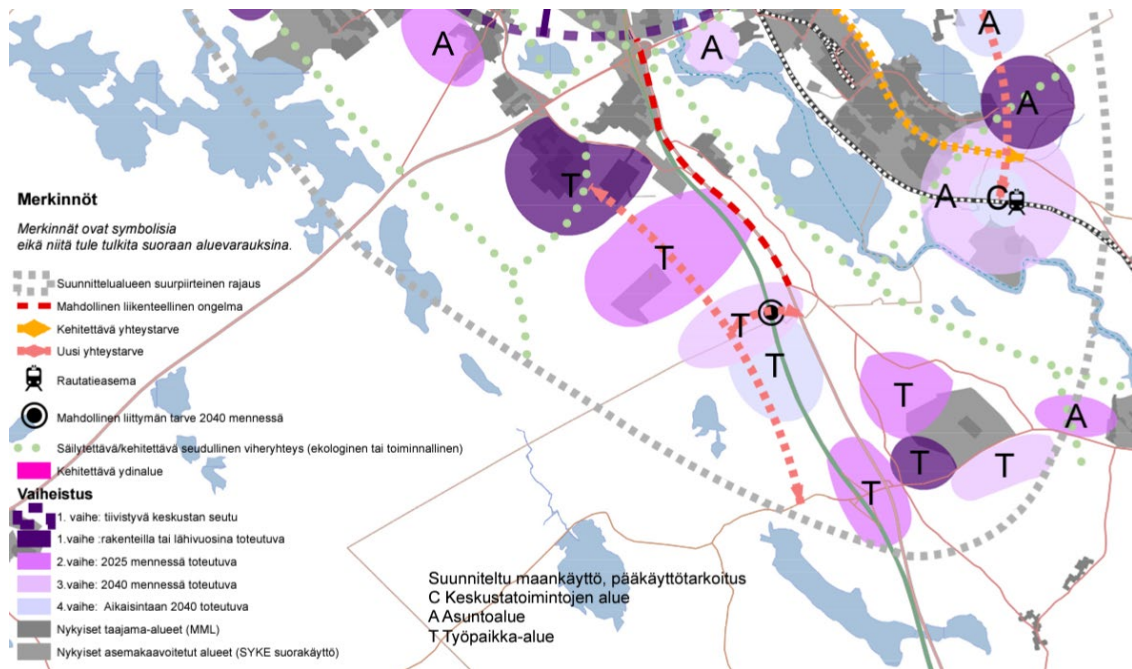 A
A
A
A
T
A
C
T
T
T
T
A
T
T
T
Merkinnöt
Merkinnät ovat symbolisia
eikä niitä tule tulkita suoraan aluevarauksina.
Suunnittelualueen suurpiirteinen rajaus
Mahdollinen liikenteellinen ongelma
Kehitettävä yhteystarve
Uusi yhteystarve
Rautatieasema
Mahdollinen liittymän tarve 2040 mennessä
Säilytettävä/kehitettävä seudullinen viheryhteys (ekologinen tai toiminnallinen)
Kehitettävä ydinalue
Vaiheistus
1. vaihe: tiivistyvä keskustan seutu
1.vaihe :rakenteilla tai lähivuosina toteutuva
2.vaihe: 2025 mennessä toteutuva
3.vaihe: 2040 mennessä toteutuva
4.vaihe: Aikaisintaan 2040 toteutuva
Nykyiset taajama-alueet (MML)
Nykyiset asemakaavoitetut alueet (SYKE suorakäyttö)
Suunniteltu maankäyttö, pääkäyttötarkoitus
C Keskustatoimintojen alue
A Asuntoalue
T Työpaikka-alue